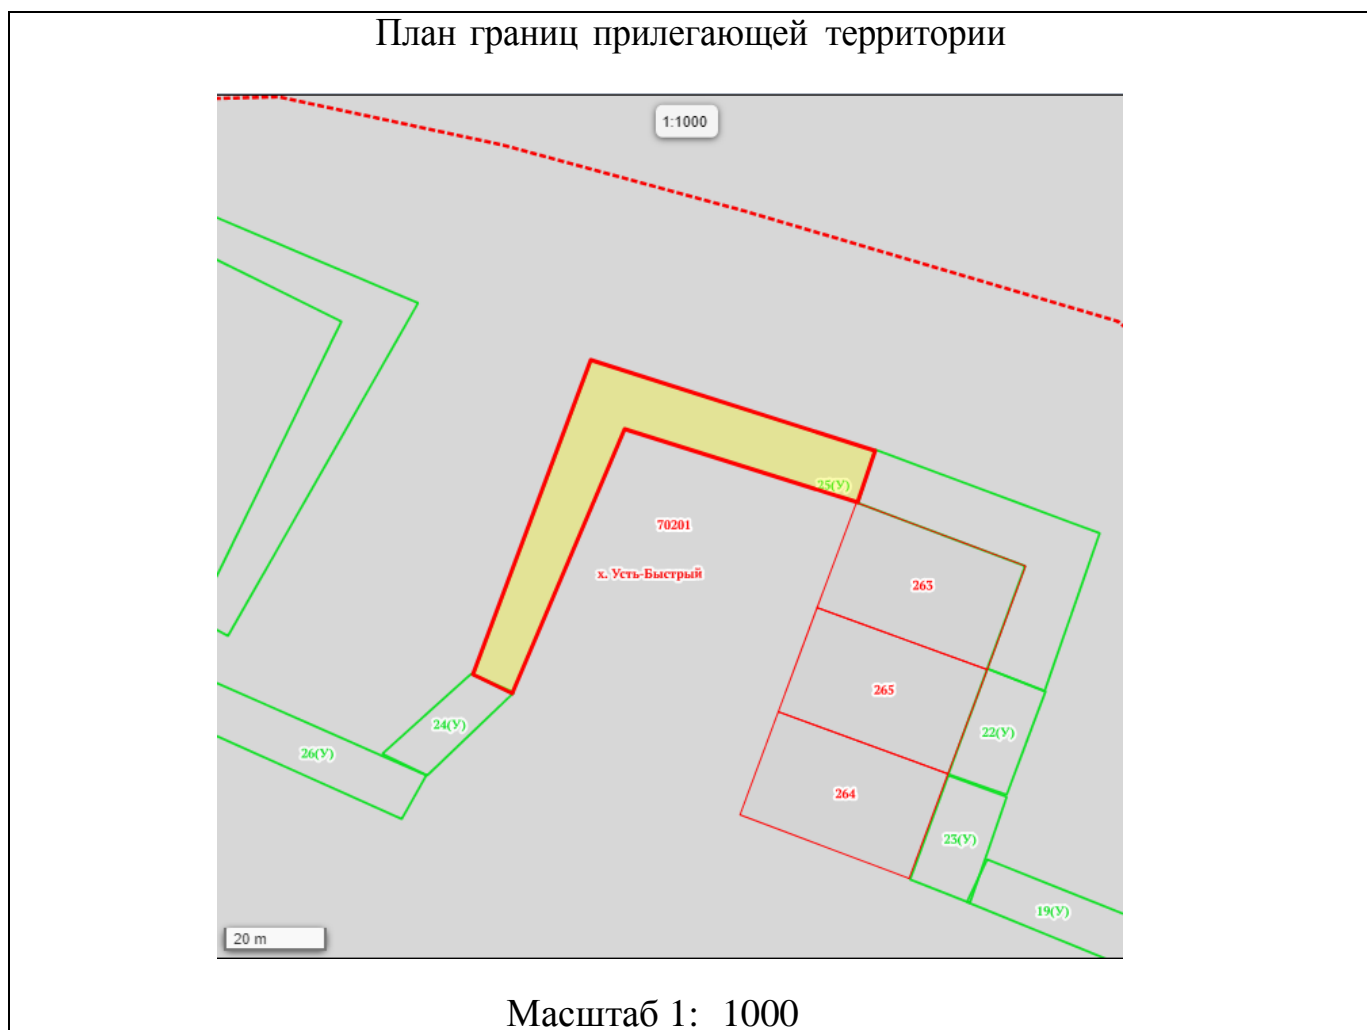 План границ прилегающей территории
1:1000
25(У)
70201
х. Усть-Быстрый
263
265
24(У)
22(У)
26(У)
264
23(У)
19(У)
20 m
Масштаб 1: 1000